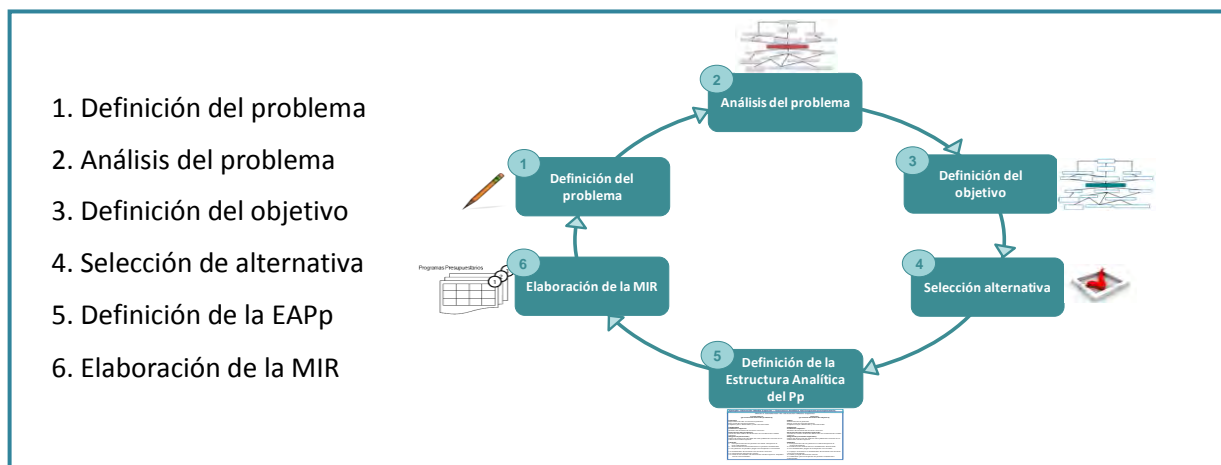 1. Definición del problema
2. Análisis del problema
3. Definición del objetivo
4. Selección de alternativa
5. Definición de la EAPp
6. Elaboración de la MIR
2
Análisis del problema
1
Definición del
problema
3
Definición del
objetivo
Programas Presupuestarios
6
Elaboración de la MIR
4
Selección alternativa
5
Definición de la
Estructura Analítica
del Pp